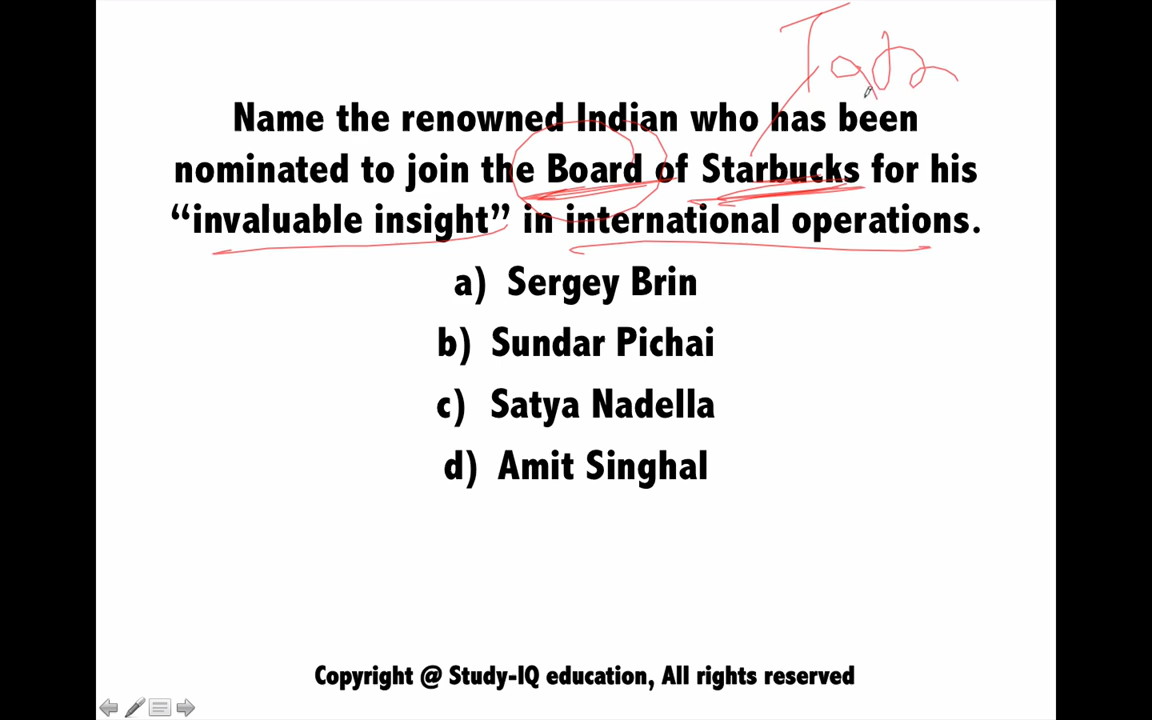 Tata
Name the renowned Indian who has been
nominated to join the Board of Starbucks for his
“invaluable insight” in international operations.
a) Sergey Brin
b) Sundar Pichai
c) Satya Nadella
d) Amit Singhal
Copyright @ Study-IQ education, All rights reserved